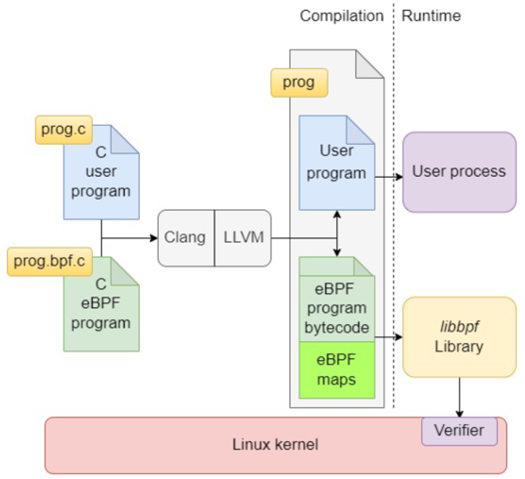 Compilation
Runtime
prog
prog.c
C
user
program
User
program
User process
Clang
LLVM
prog.bpf.c
C
eBPF
program
eBPF
program
bytecode
eBPF
maps
libbpf
Library
Verifier
Linux kernel